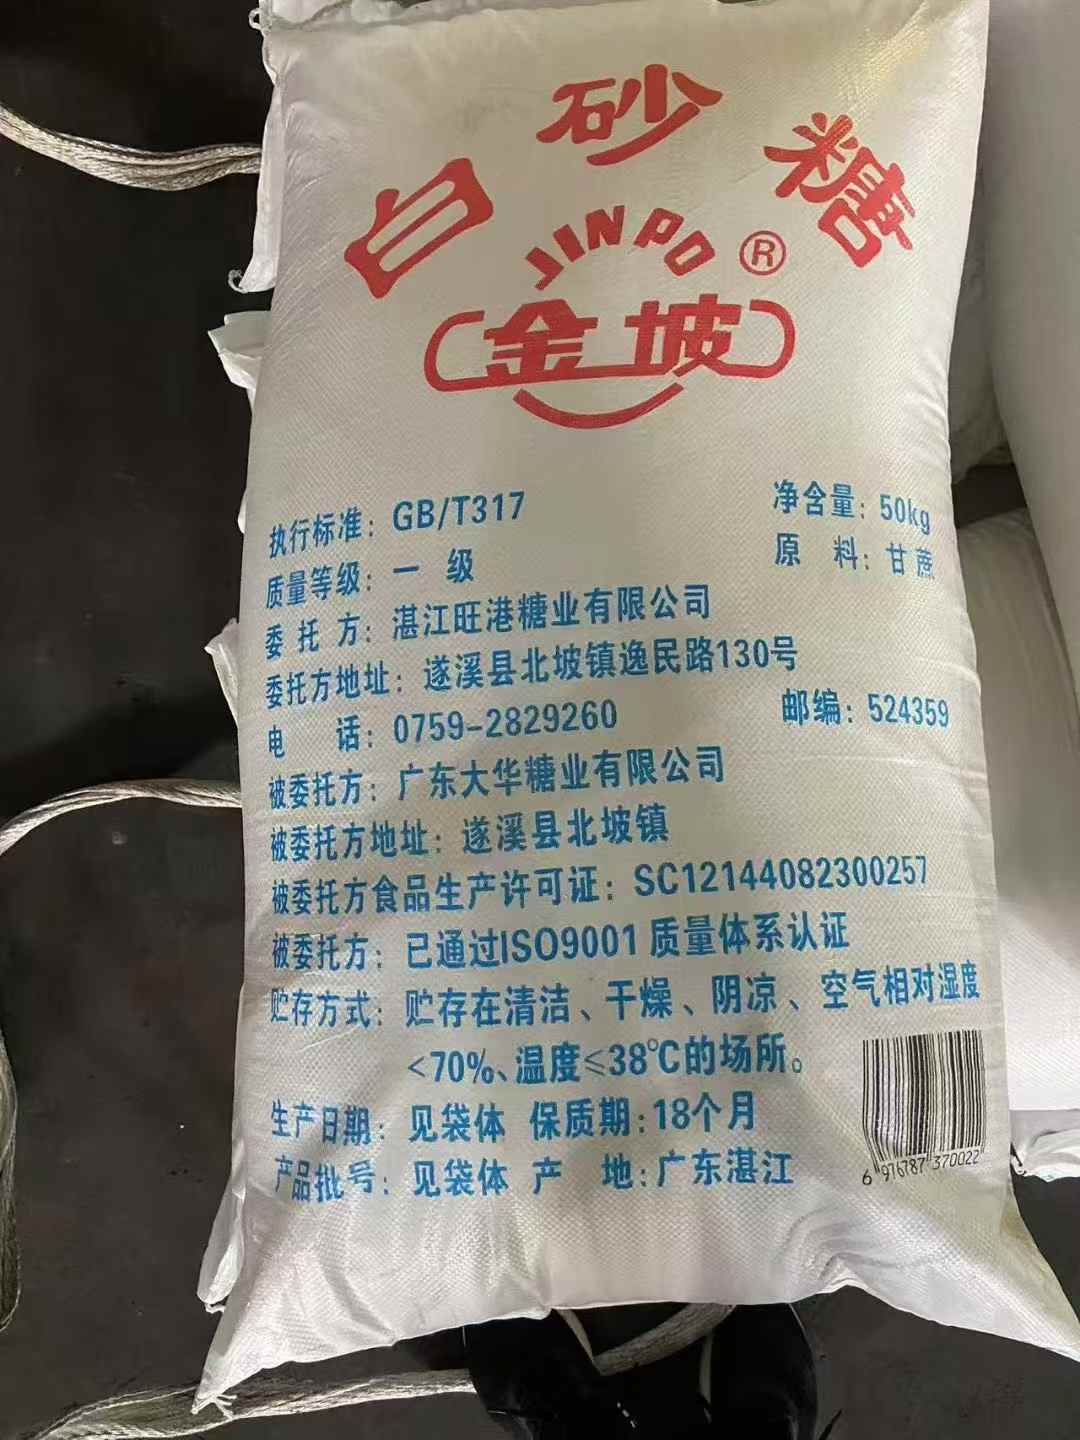 白砂糖
JINPO ®
金坡
执行标准：GB/T317 净含量：50kg
质量等级：一 级 原 料：甘蔗
委 托 方：湛江旺港糖业有限公司
委托方地址：遂溪县北坡镇逸民路130号
电 话：0759-2829260 邮编：524359
被委托方：广东大华糖业有限公司
被委托方地址：遂溪县北坡镇
被委托方食品生产许可证：SC12144082300257
被委托方：已通过ISO9001质量体系认证
贮存方式：贮存在清洁、干燥、阴凉、空气相对湿度
<70%、温度≤38℃的场所。
生产日期：见袋体 保质期：18个月
产品批号：见袋体 产 地：广东湛江
6 976787 370022